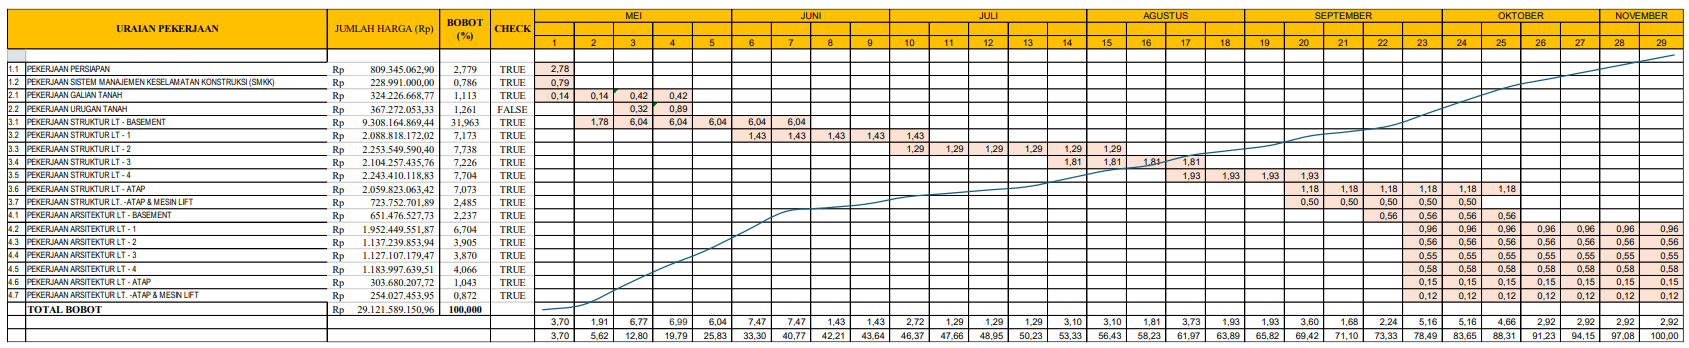 URAIAN PEKERJAAN JUMLAH HARGA (Rp) BOBOT (%) CHECK MEI JUNI JULI AGUSTUS SEPTEMBER OKTOBER NOVEMBER
1 2 3 4 5 6 7 8 9 10 11 12 13 14 15 16 17 18 19 20 21 22 23 24 25 26 27 28 29
1.1 PEKERJAAN PERSIAPAN Rp 809.345.062,90 2,779 TRUE 2,78
1.2 PEKERJAAN SISTEM MANAJEMEN KESELAMATAN KONSTRUKSI (SMKK) Rp 228.991.000,00 0,786 TRUE 0,79
2.1 PEKERJAAN GALIAN TANAH Rp 324.226.668,77 1,113 TRUE 0,14 0,14 0,42 0,42
2.2 PEKERJAAN URUGAN TANAH Rp 367.272.053,33 1,261 FALSE 0,32 0,89
3.1 PEKERJAAN STRUKTUR LT - BASEMENT Rp 9.308.164.869,44 31,963 TRUE 1,78 6,04 6,04 6,04 6,04 6,04
3.2 PEKERJAAN STRUKTUR LT - 1 Rp 2.088.818.172,02 7,173 TRUE 1,43 1,43 1,43 1,43 1,43
3.3 PEKERJAAN STRUKTUR LT - 2 Rp 2.253.549.590,40 7,738 TRUE 1,29 1,29 1,29 1,29 1,29 1,29
3.4 PEKERJAAN STRUKTUR LT - 3 Rp 2.104.257.435,76 7,226 TRUE 1,81 1,81 1,81 1,81
3.5 PEKERJAAN STRUKTUR LT - 4 Rp 2.243.410.118,83 7,704 TRUE 1,93 1,93 1,93 1,93
3.6 PEKERJAAN STRUKTUR LT - ATAP Rp 2.059.823.063,42 7,073 TRUE 1,18 1,18 1,18 1,18 1,18 1,18
3.7 PEKERJAAN STRUKTUR LT. -ATAP & MESIN LIFT Rp 723.752.701,89 2,485 TRUE 0,50 0,50 0,50 0,50 0,50
4.1 PEKERJAAN ARSITEKTUR LT - BASEMENT Rp 651.476.527,73 2,237 TRUE 0,56 0,56 0,56 0,56
4.2 PEKERJAAN ARSITEKTUR LT - 1 Rp 1.952.449.551,87 6,704 TRUE 0,96 0,96 0,96 0,96 0,96 0,96 0,96
4.3 PEKERJAAN ARSITEKTUR LT - 2 Rp 1.137.239.853,94 3,905 TRUE 0,56 0,56 0,56 0,56 0,56 0,56 0,56
4.4 PEKERJAAN ARSITEKTUR LT - 3 Rp 1.127.107.179,47 3,870 TRUE 0,55 0,55 0,55 0,55 0,55 0,55 0,55
4.5 PEKERJAAN ARSITEKTUR LT - 4 Rp 1.183.997.639,51 4,066 TRUE 0,58 0,58 0,58 0,58 0,58 0,58 0,58
4.6 PEKERJAAN ARSITEKTUR LT - ATAP Rp 303.680.207,72 1,043 TRUE 0,15 0,15 0,15 0,15 0,15 0,15 0,15
4.7 PEKERJAAN ARSITEKTUR LT. -ATAP & MESIN LIFT Rp 254.027.453,95 0,872 TRUE 0,12 0,12 0,12 0,12 0,12 0,12 0,12
TOTAL BOBOT Rp 29.121.589.150,96 100,000
3,70 1,91 6,77 6,99 6,04 7,47 7,47 1,43 1,43 2,72 1,29 1,29 1,29 3,10 3,10 1,81 3,73 1,93 1,93 3,60 1,68 2,24 5,16 5,16 4,66 2,92 2,92 2,92 2,92
3,70 5,62 12,80 19,79 25,83 33,30 40,77 42,21 43,64 46,37 47,66 48,95 50,23 53,33 56,43 58,23 61,97 63,89 65,82 69,42 71,10 73,33 78,49 83,65 88,31 91,23 94,15 97,08 100,00